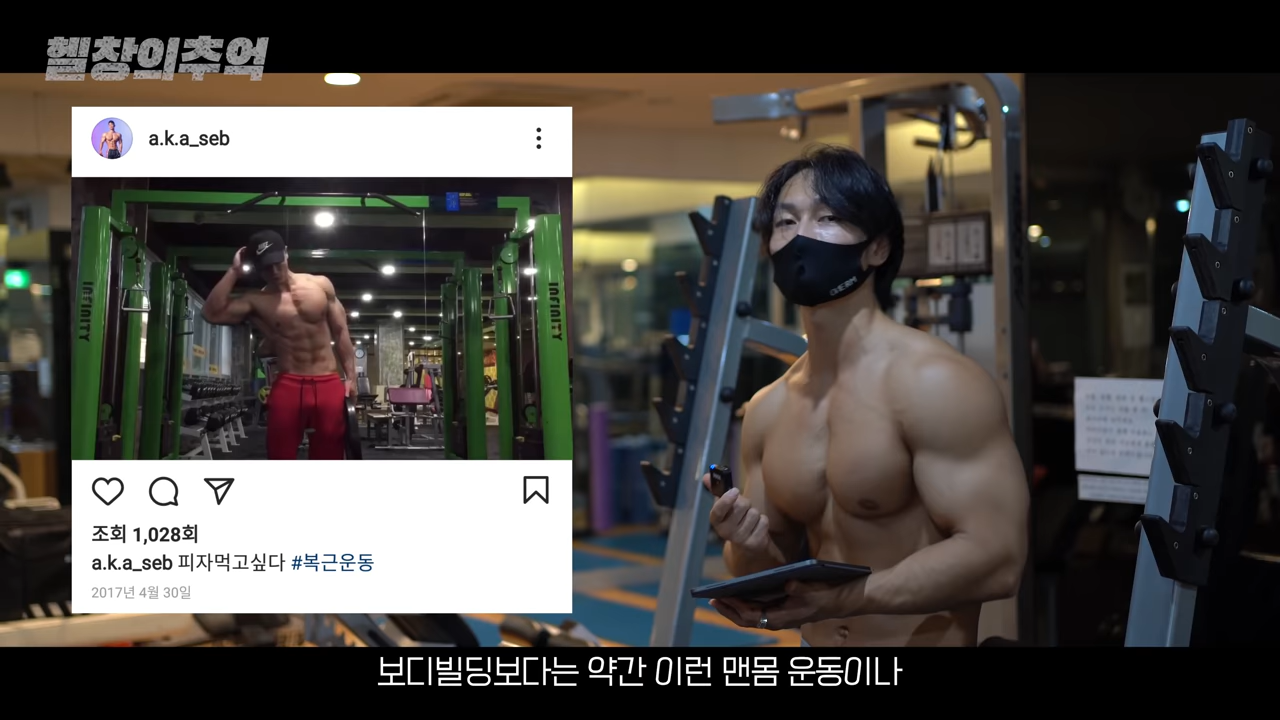 헬창의추억
a.k.a_seb
INFINITY
INFINITY
조회 1,028회
a.k.a_seb 피자먹고싶다 #복근운동
2017년 4월 30일
보디빌딩보다는 약간 이런 맨몸 운동이나